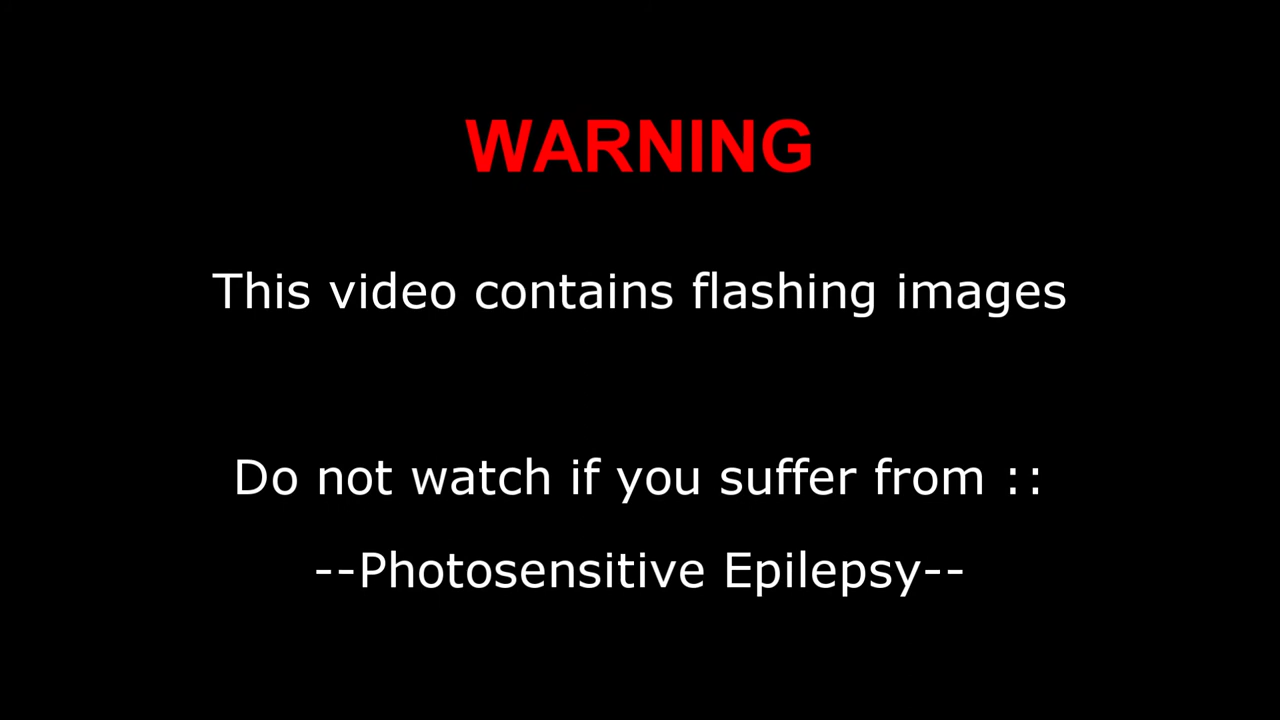 WARNING
This video contains flashing images
Do not watch if you suffer from ::
--Photosensitive Epilepsy--